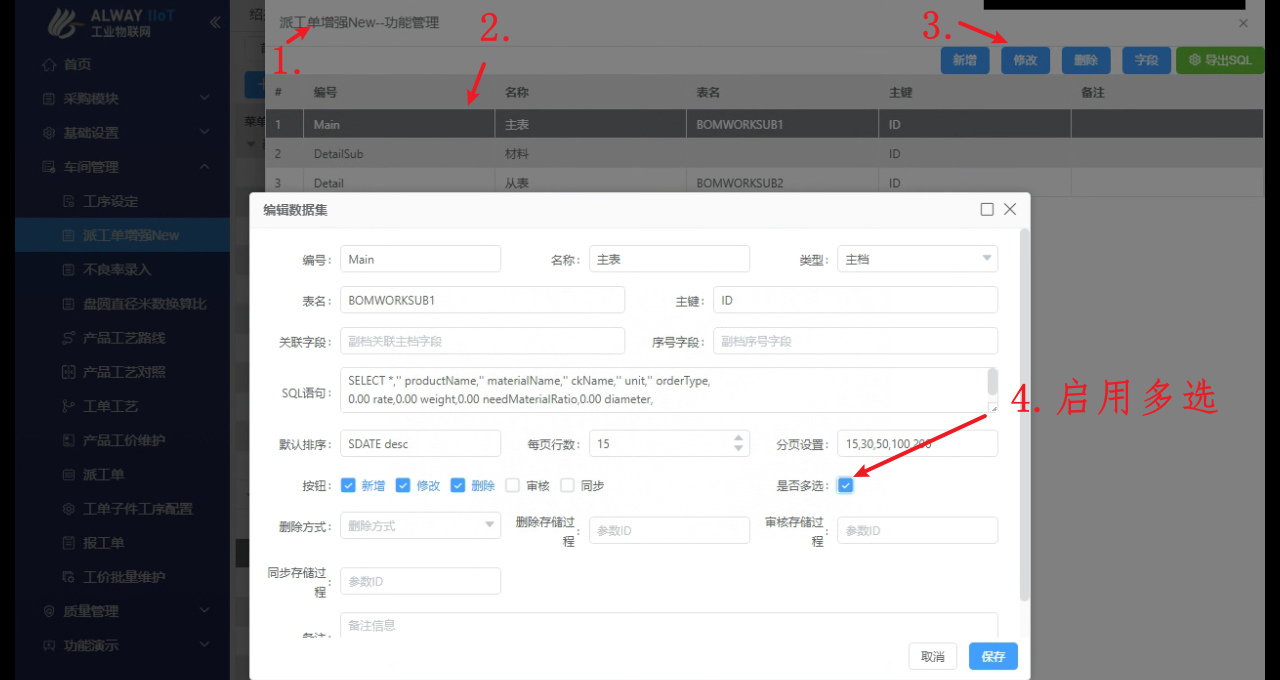 ALWAY IIoT
工业物联网
首页
采购模块
基础设置
车间管理
工序设定
派工单增强New
不良率录入
盘圆直径米数换算比
产品工艺路线
产品工艺对照
工单工艺
产品工价维护
派工单
工单子件工序配置
报工单
工价批量维护
质量管理
功能演示
派工单增强New--功能管理
1.
2.
3.
新增 修改 删除 字段 导出SQL
# 编号 名称 表名 主键 备注
1 Main 主表 BOMWORKSUB1 ID
2 DetailSub 材料 ID
3 Detail 从表 BOMWORKSUB2 ID
编辑数据集
编号: Main 名称: 主表 类型: 主档
表名: BOMWORKSUB1 主键: ID
关联字段: 副档关联主档字段 序号字段: 副档序号字段
SQL语句: SELECT *,'' productName,'' materialName,'' ckName,'' unit,'' orderType,
0.00 rate,0.00 weight,0.00 needMaterialRatio,0.00 diameter,
4. 启用多选
默认排序: SDATE desc 每页行数: 15 分页设置: 15,30,50,100,200
按钮: 新增 修改 删除 审核 同步 是否多选:
删除方式: 删除方式 删除存储过程: 参数ID 审核存储过程: 参数ID
同步存储过程: 参数ID
备注: 备注信息
取消 保存